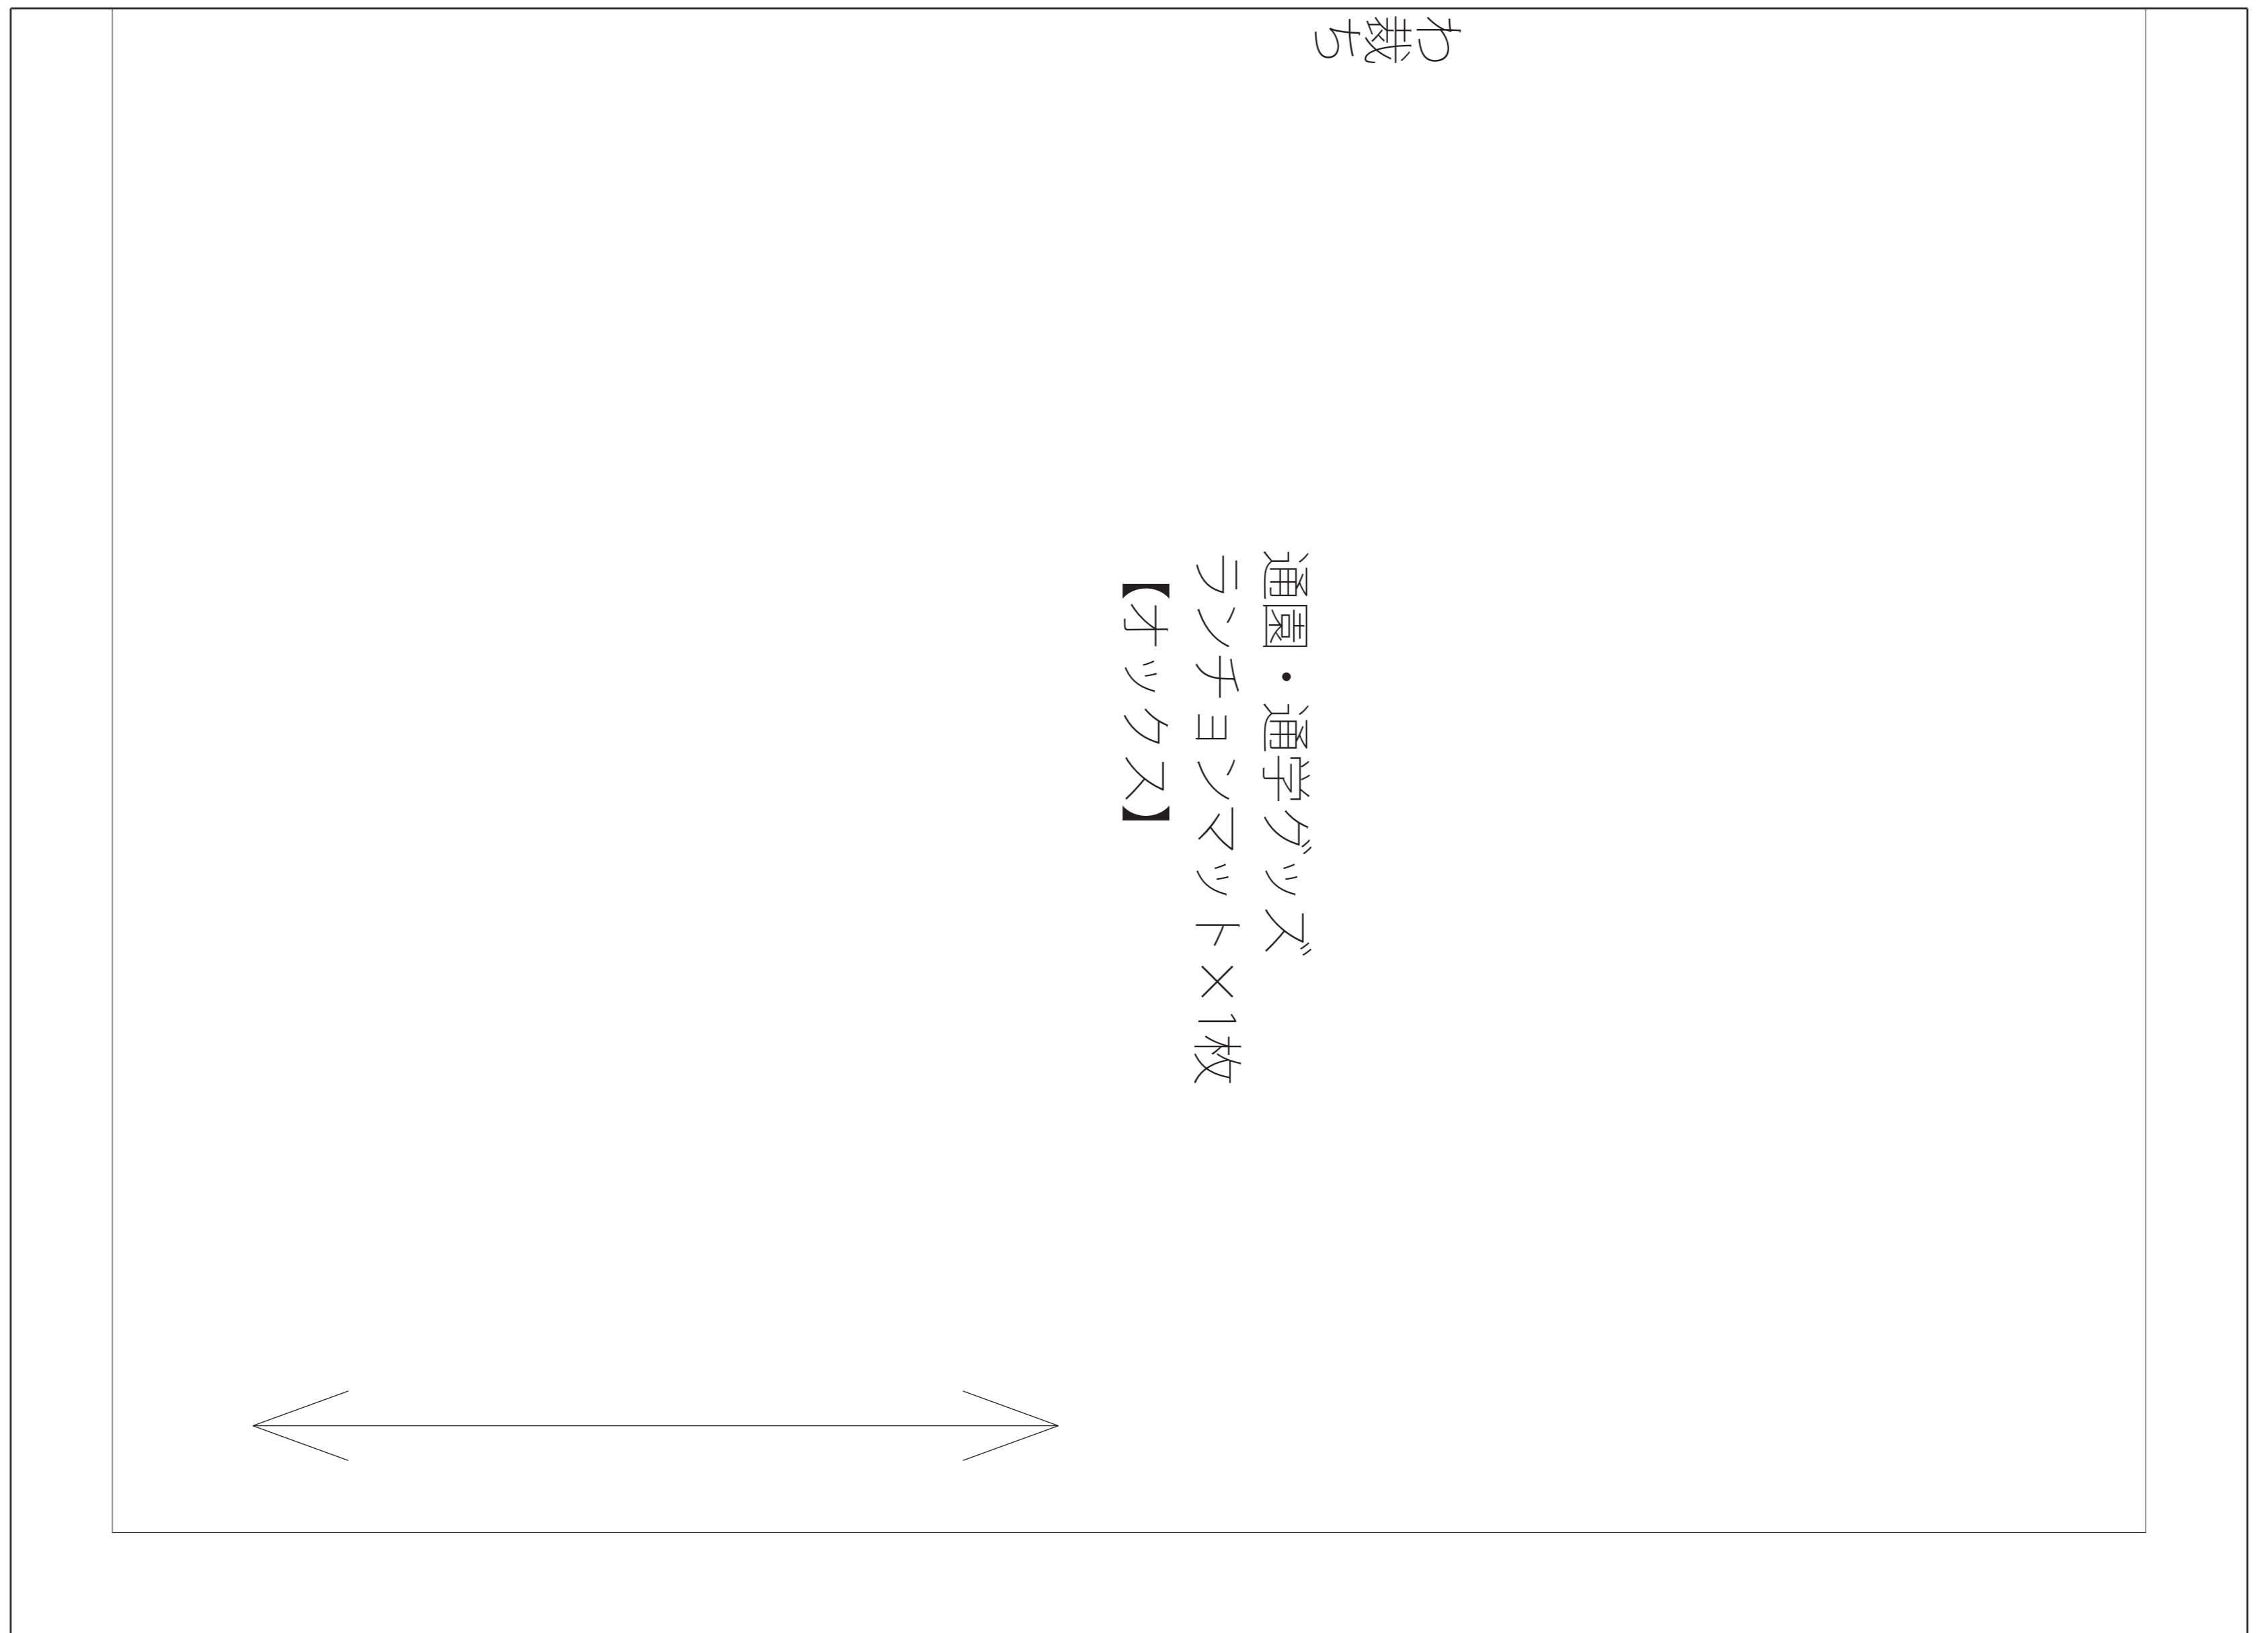 わ裁ち
通園・通学グッズ
ランチョンマット×1枚
【オックス】